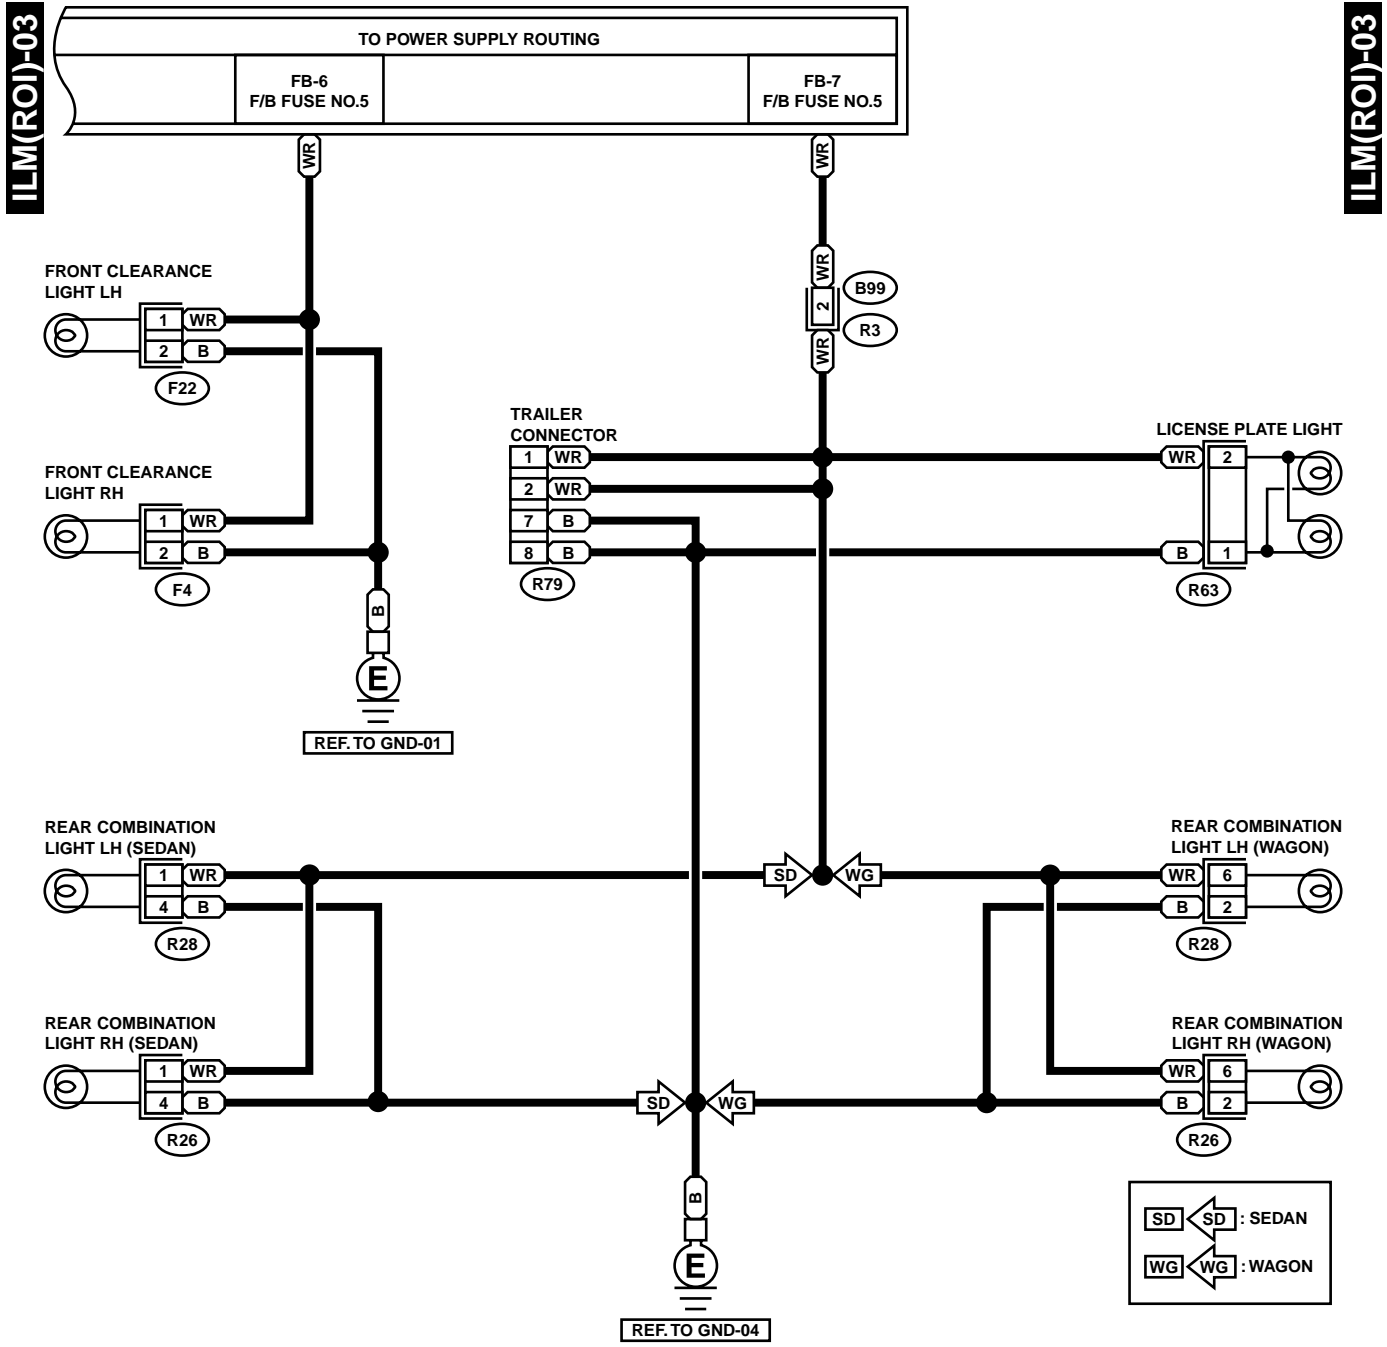 ILM(ROI)-03
ILM(ROI)-03
TO POWER SUPPLY ROUTING
FB-6
F/B FUSE NO.5
FB-7
F/B FUSE NO.5
WR
WR
WR
2
B99
R3
WR
FRONT CLEARANCE
LIGHT LH
1 WR
2 B
F22
FRONT CLEARANCE
LIGHT RH
1 WR
2 B
F4
B
E
REF. TO GND-01
TRAILER
CONNECTOR
1 WR
2 WR
7 B
8 B
R79
LICENSE PLATE LIGHT
WR 2
B 1
R63
REAR COMBINATION
LIGHT LH (SEDAN)
1 WR
4 B
R28
SD
WG
REAR COMBINATION
LIGHT LH (WAGON)
WR 6
B 2
R28
REAR COMBINATION
LIGHT RH (SEDAN)
1 WR
4 B
R26
SD
WG
REAR COMBINATION
LIGHT RH (WAGON)
WR 6
B 2
R26
B
E
REF. TO GND-04
SD SD : SEDAN
WG WG : WAGON